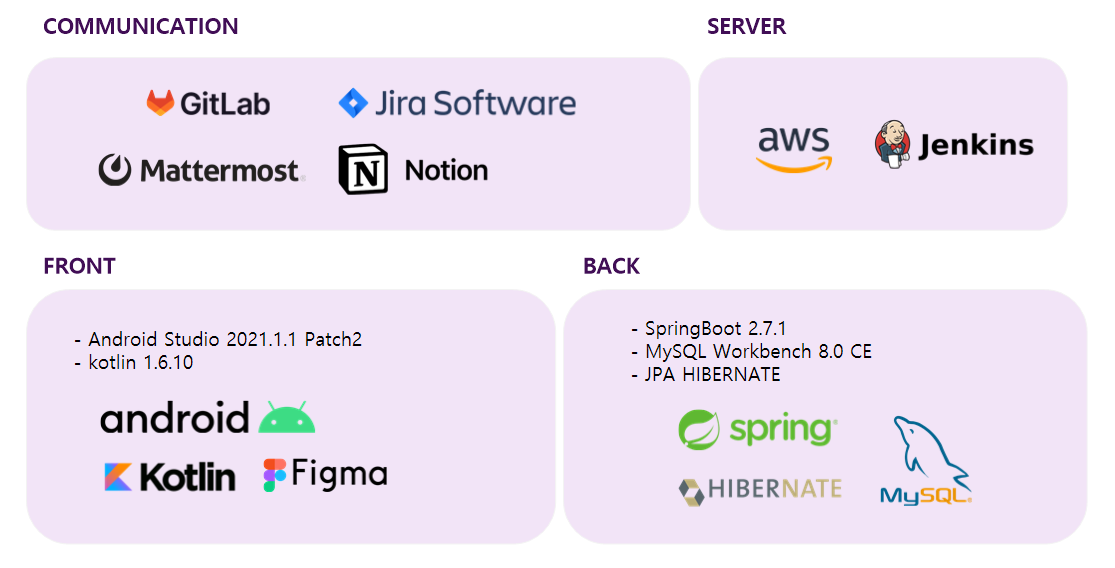 COMMUNICATION
GitLab
Jira Software
Mattermost
Notion
SERVER
aws
Jenkins
FRONT
- Android Studio 2021.1.1 Patch2
- kotlin 1.6.10
android
Kotlin
Figma
BACK
- SpringBoot 2.7.1
- MySQL Workbench 8.0 CE
- JPA HIBERNATE
spring
HIBERNATE
MySQL